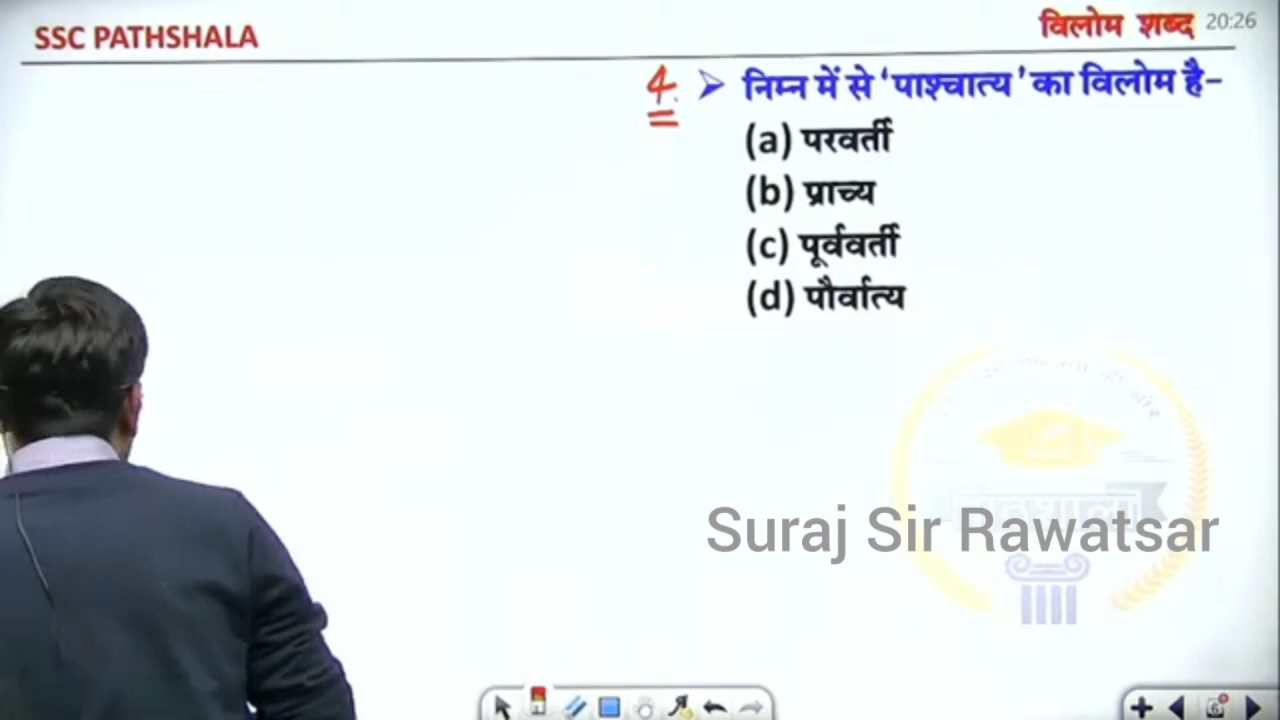 SSC PATHSHALA
विलोम शब्द 20:26
4. ➤ निम्न में से ‘पाश्चात्य’ का विलोम है-
(a) परवर्ती
(b) प्राच्य
(c) पूर्ववर्ती
(d) पौर्वात्य
Suraj Sir Rawatsar